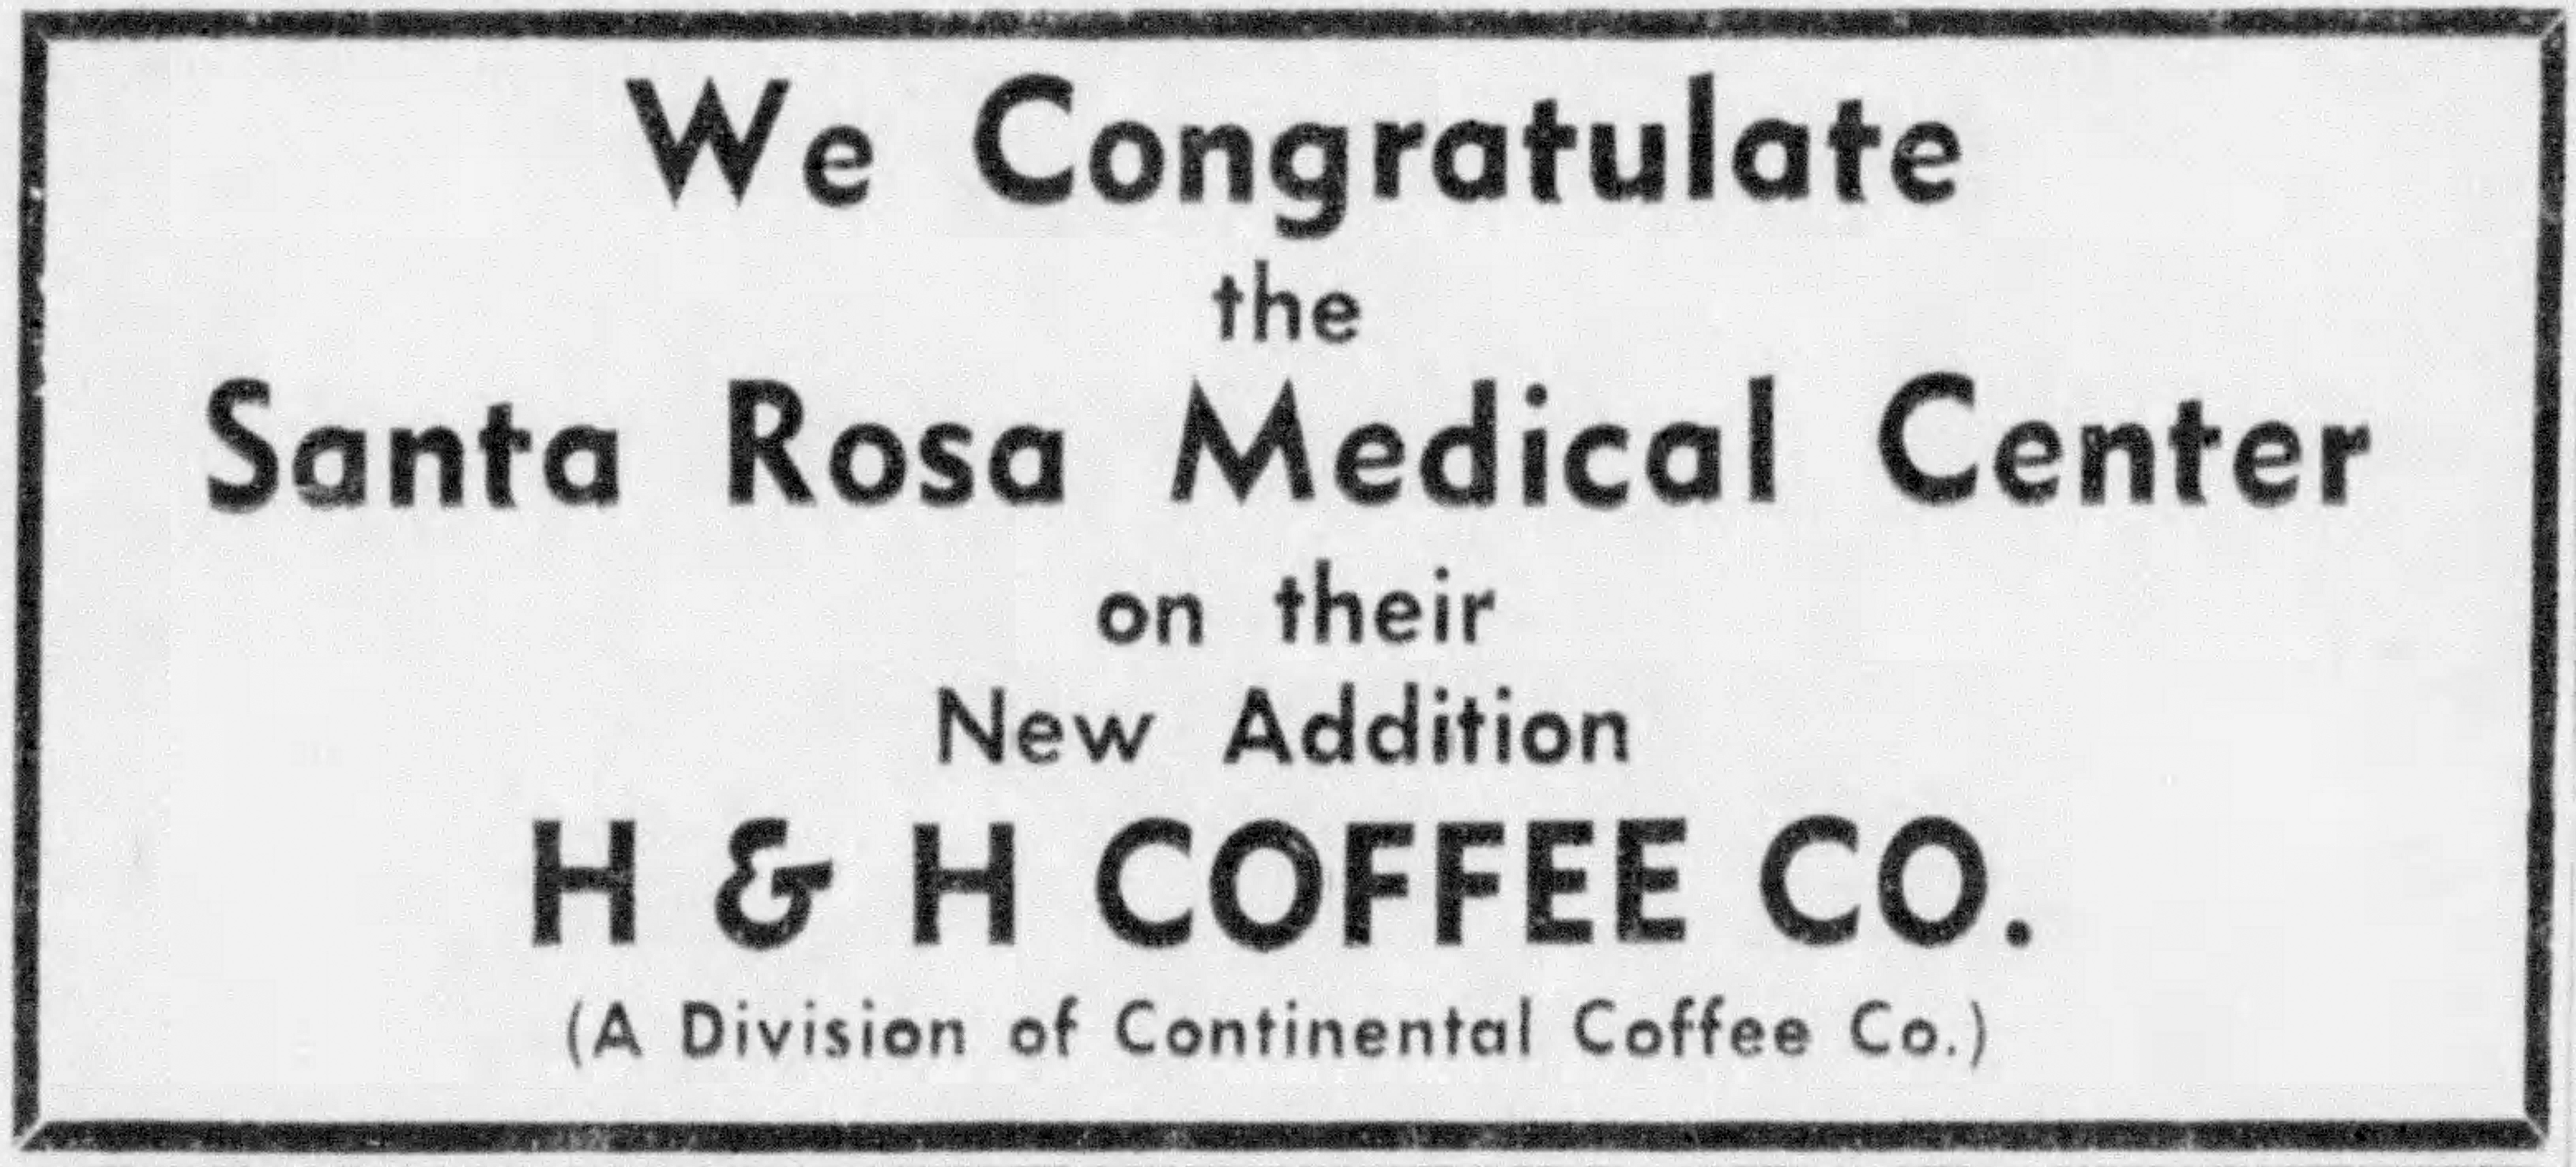 We Congratulate
the
Santa Rosa Medical Center
on their
New Addition
H & H COFFEE CO.
(A Division of Continental Coffee Co.)